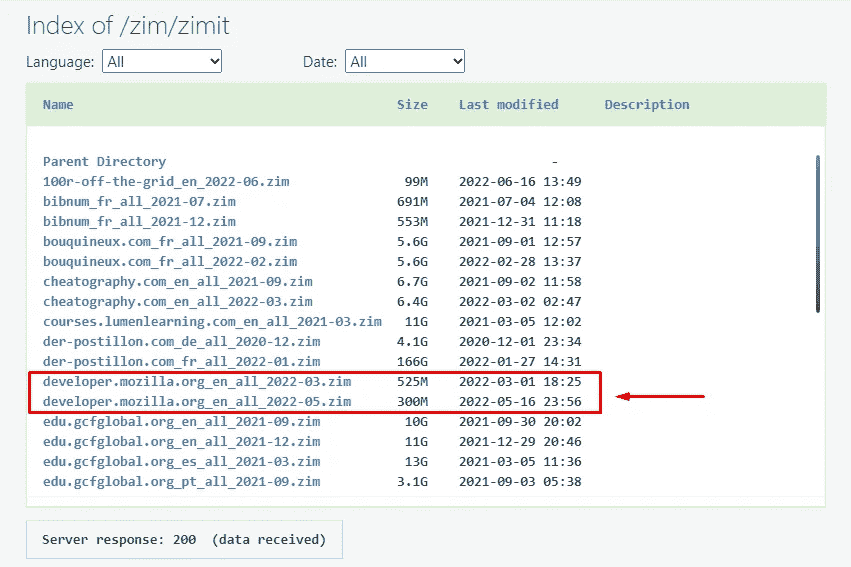 Index of /zim/zimit
Language: All Date: All
Name Size Last modified Description
Parent Directory -
100r-off-the-grid_en_2022-06.zim 99M 2022-06-16 13:49
bibnum_fr_all_2021-07.zim 691M 2021-07-04 12:08
bibnum_fr_all_2021-12.zim 553M 2021-12-31 11:18
bouquineux.com_fr_all_2021-09.zim 5.6G 2021-09-01 12:57
bouquineux.com_fr_all_2022-02.zim 5.6G 2022-02-28 13:37
cheatography.com_en_all_2021-09.zim 6.7G 2021-09-02 11:58
cheatography.com_en_all_2022-03.zim 6.4G 2022-03-02 02:47
courses.lumenlearning.com_en_all_2021-03.zim 11G 2021-03-05 12:02
der-postillon.com_de_all_2020-12.zim 4.1G 2020-12-01 23:34
der-postillon.com_fr_all_2022-01.zim 166G 2022-01-27 14:31
developer.mozilla.org_en_all_2022-03.zim 525M 2022-03-01 18:25
developer.mozilla.org_en_all_2022-05.zim 300M 2022-05-16 23:56
edu.gcfglobal.org_en_all_2021-09.zim 10G 2021-09-30 20:02
edu.gcfglobal.org_en_all_2021-12.zim 11G 2021-12-29 20:46
edu.gcfglobal.org_es_all_2021-03.zim 13G 2021-03-05 11:36
edu.gcfglobal.org_pt_all_2021-09.zim 3.1G 2021-09-03 05:38
Server response: 200 (data received)